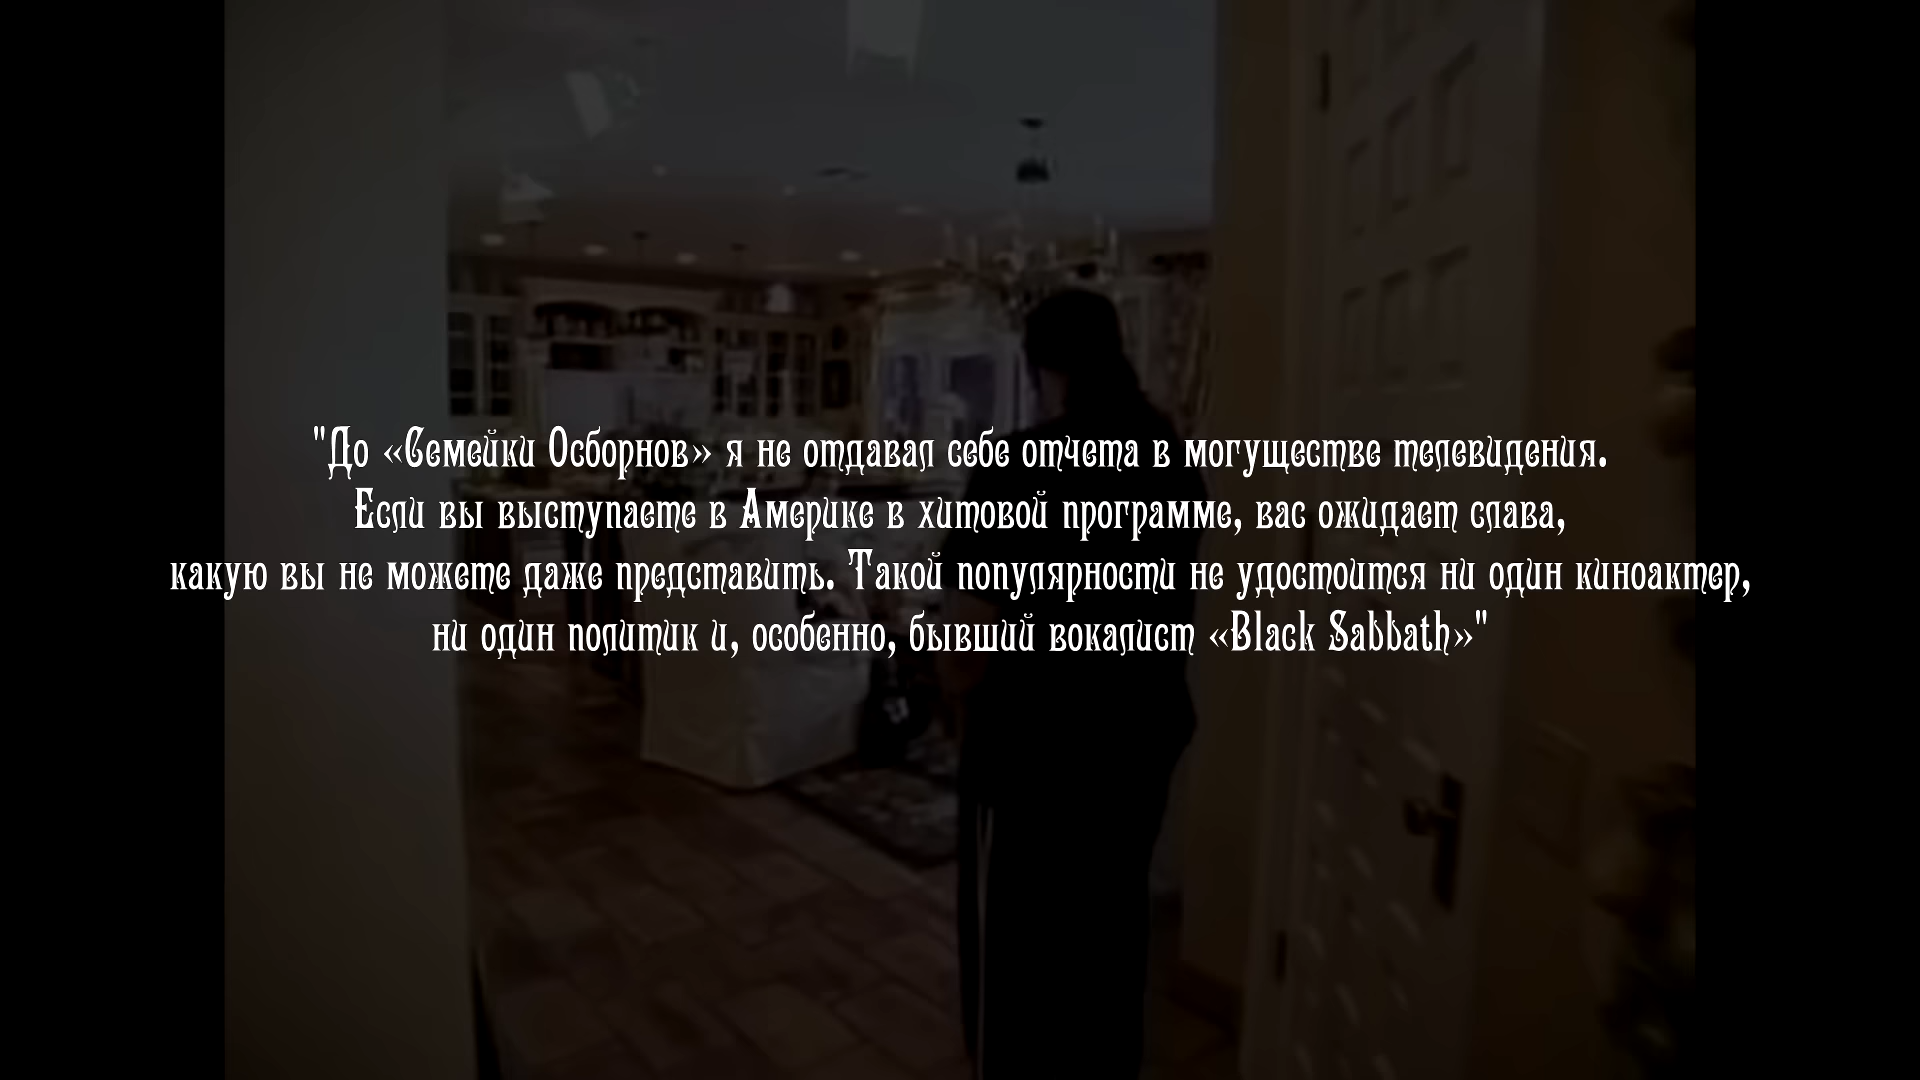 "До «Семейки Осборнов» я не отдавал себе отчета в могуществе телевидения.
Если вы выступаете в Америке в хитовой программе, вас ожидает слава,
какую вы не можете даже представить. Такой популярности не удостоится ни один киноактер,
ни один политик и, особенно, бывший вокалист «Black Sabbath»"